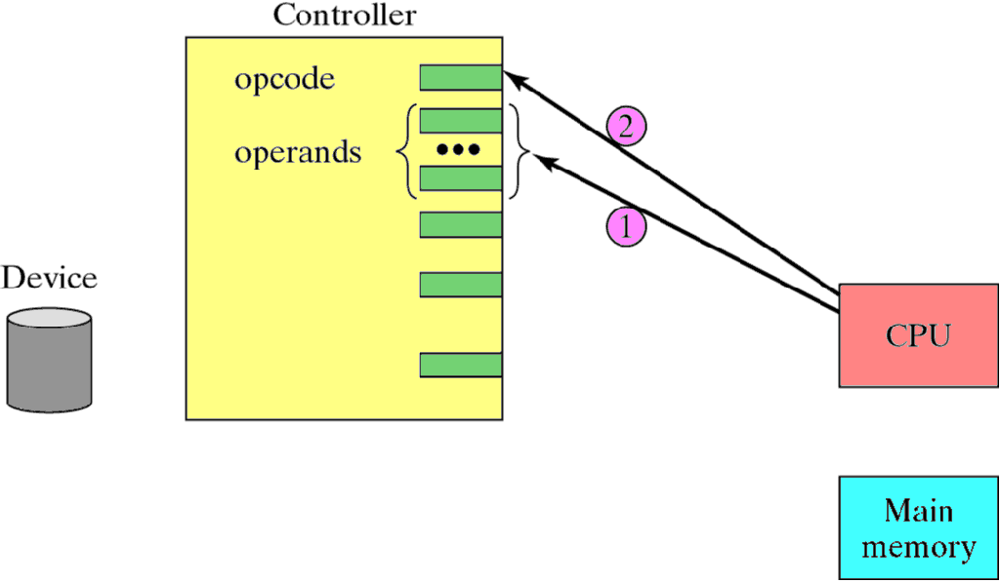 Controller
opcode
2
operands
1
Device
CPU
Main
memory